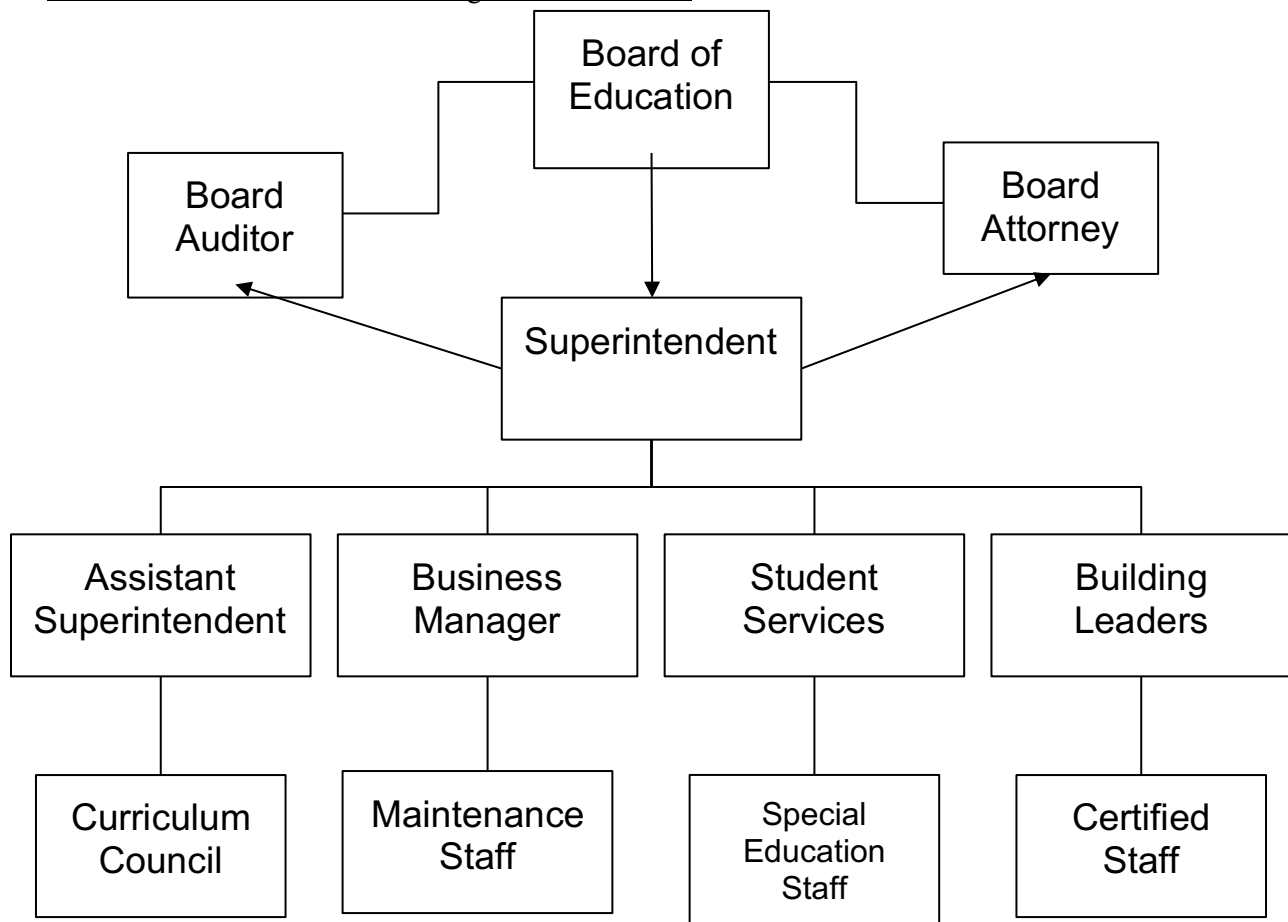 Board of
Education
Board
Auditor
Board
Attorney
Superintendent
Assistant
Superintendent
Business
Manager
Student
Services
Building
Leaders
Curriculum
Council
Maintenance
Staff
Special
Education
Staff
Certified
Staff